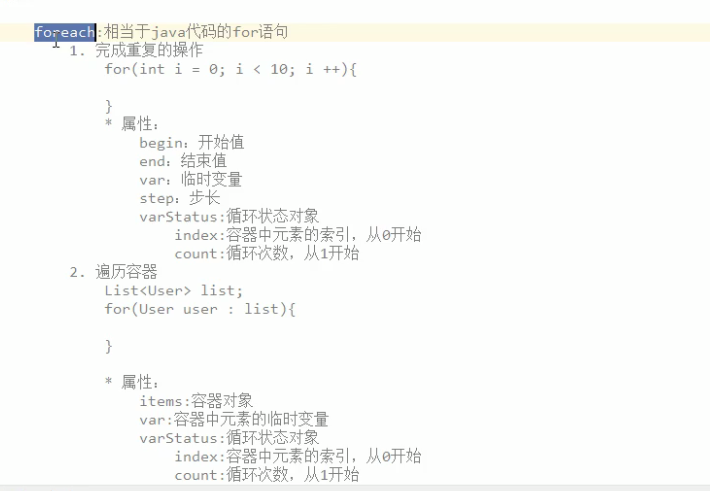 foreach:相当于java代码的for语句
1. 完成重复的操作
for(int i = 0; i < 10; i ++){
}
* 属性：
begin：开始值
end：结束值
var：临时变量
step：步长
varStatus:循环状态对象
index:容器中元素的索引，从0开始
count:循环次数，从1开始
2. 遍历容器
List<User> list;
for(User user : list){
}
* 属性：
items:容器对象
var:容器中元素的临时变量
varStatus:循环状态对象
index:容器中元素的索引，从0开始
count:循环次数，从1开始